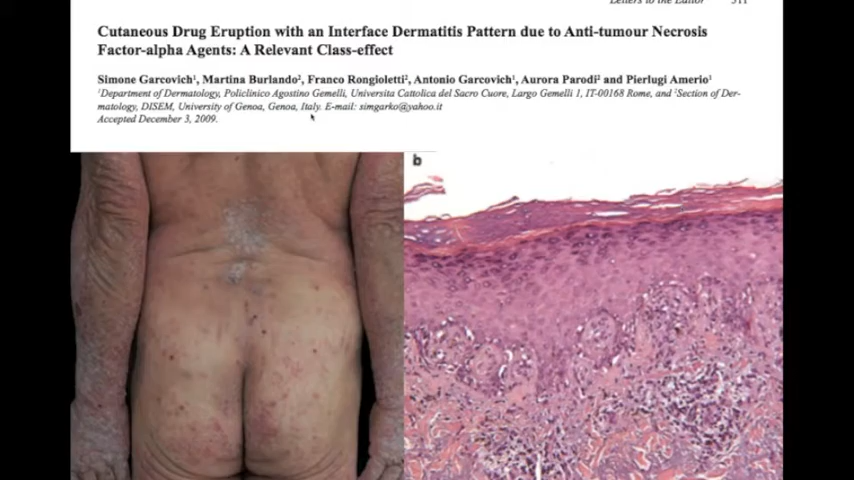 Letters to the Editor 311
Cutaneous Drug Eruption with an Interface Dermatitis Pattern due to Anti-tumour Necrosis
Factor-alpha Agents: A Relevant Class-effect
Simone Garcovich¹, Martina Burlando², Franco Rongioletti², Antonio Garcovich¹, Aurora Parodi² and Pierlugi Amerio¹
¹Department of Dermatology, Policlinico Agostino Gemelli, Universita Cattolica del Sacro Cuore, Largo Gemelli 1, IT-00168 Rome, and ²Section of Der-
matology, DISEM, University of Genoa, Genoa, Italy. E-mail: simgarko@yahoo.it
Accepted December 3, 2009.
b